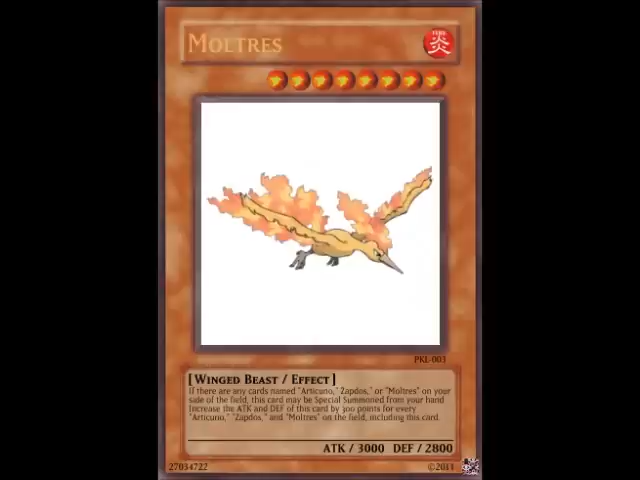 Moltres
FIRE
炎
PKL-003
[Winged Beast / Effect]
If there are any cards named "Articuno," Zapdos," or "Moltres" on your
side of the field, this card may be Special Summoned from your hand
Increase the ATK and DEF of this card by 300 points for every
"Articuno," "Zapdos," and "Moltres" on the field, including this card.
ATK / 3000 DEF / 2800
27034722
©2011